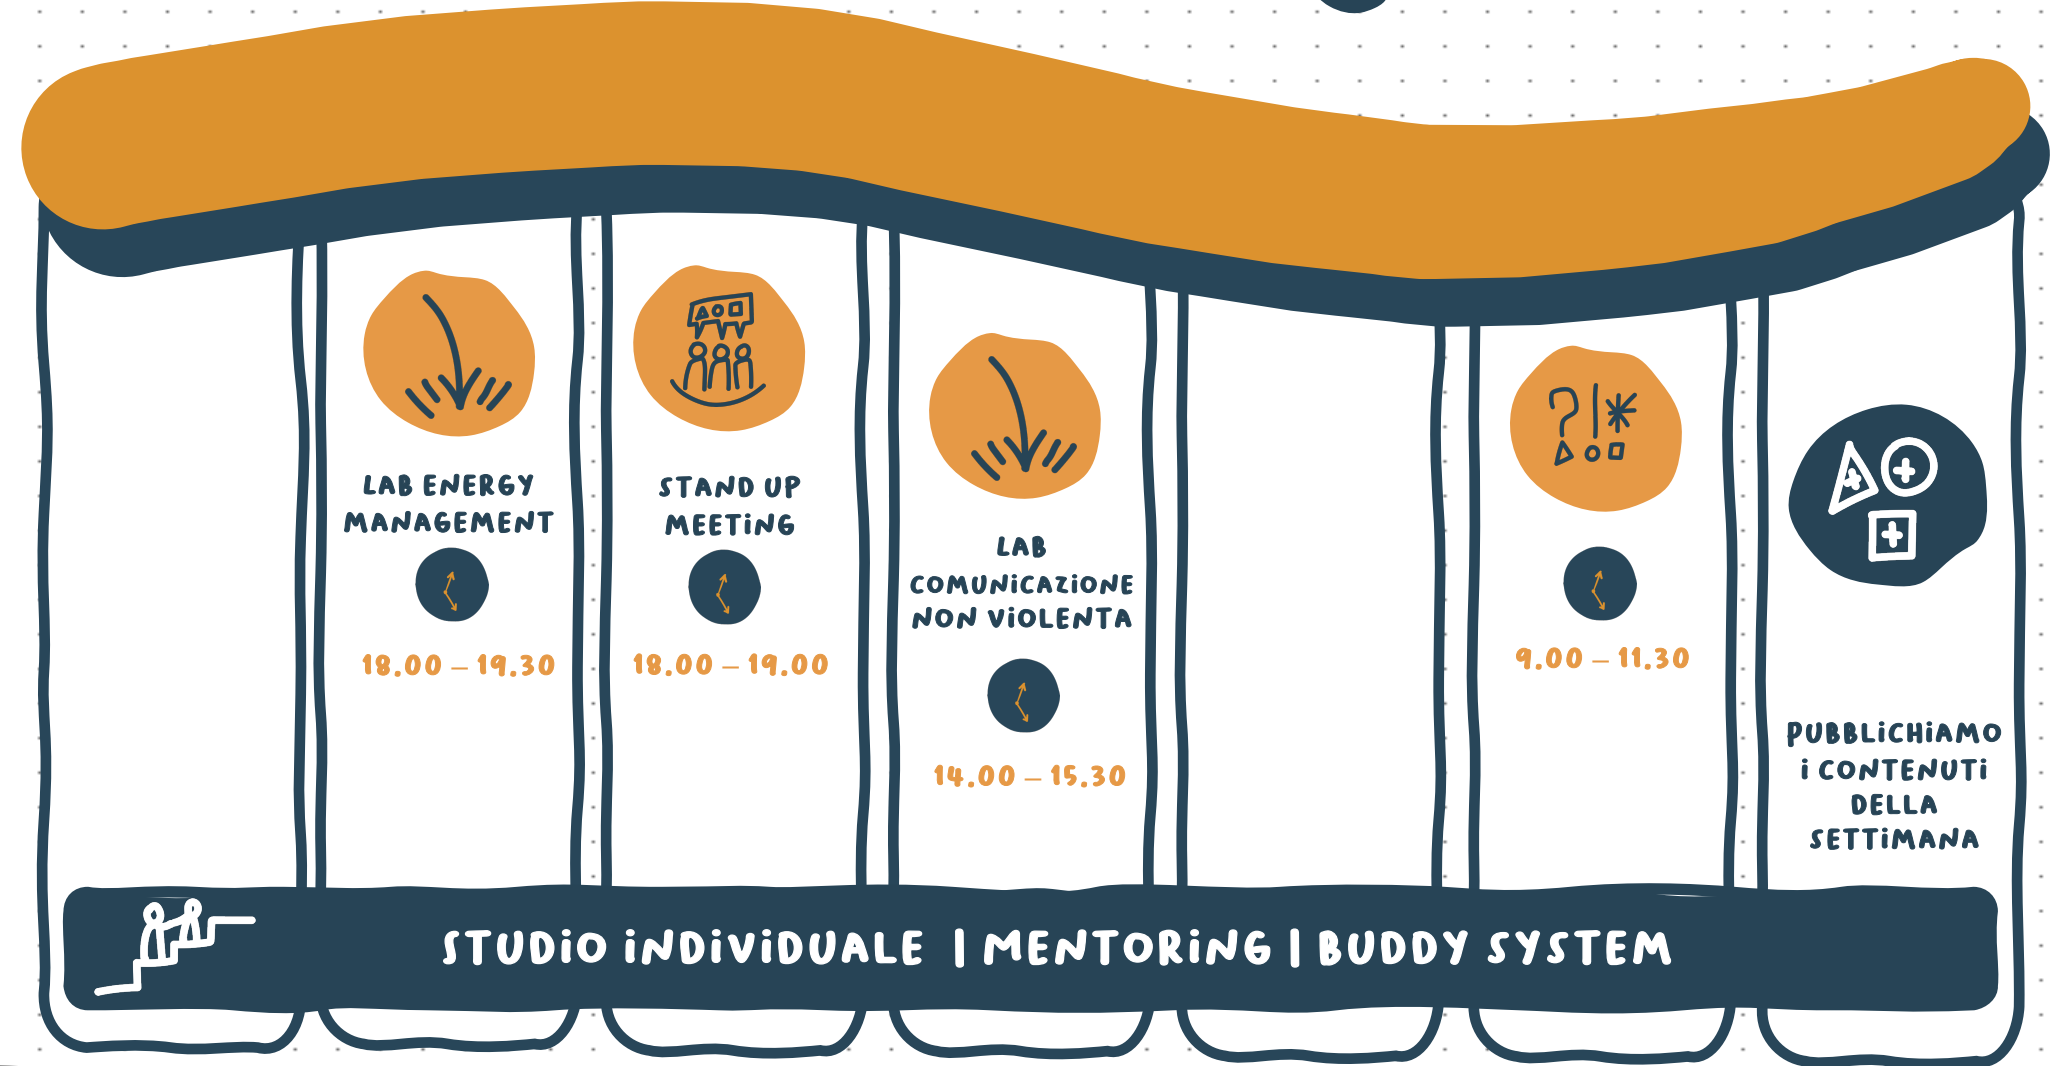 LAB ENERGY
MANAGEMENT
18.00 – 19.30
STAND UP
MEETiNG
18.00 – 19.00
LAB
COMUNiCAZiONE
NON ViOLENTA
14.00 – 15.30
?
9.00 – 11.30
PUBBLiCHiAMO
i CONTENUTi
DELLA
SETTiMANA
STUDiO iNDiViDUALE | MENTORiNG | BUDDY SYSTEM